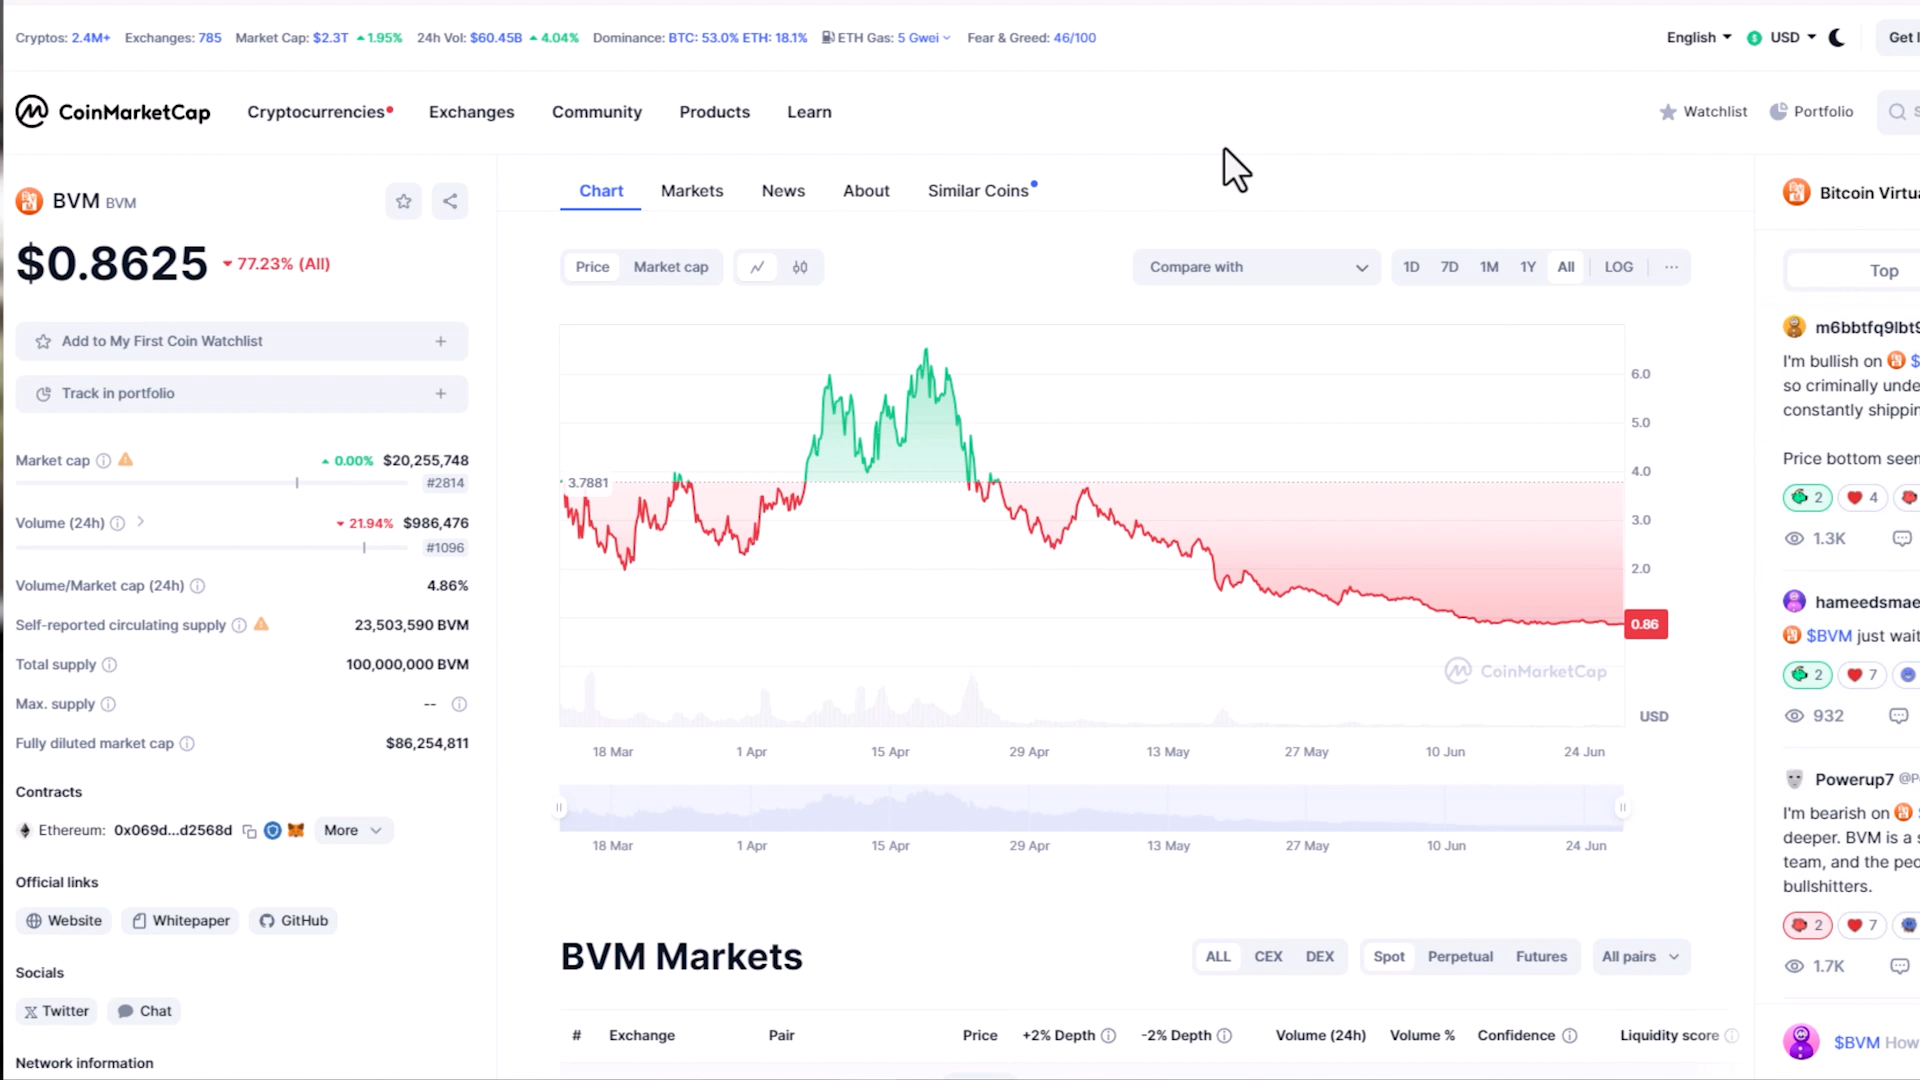 Cryptos: 2.4M+ Exchanges: 785 Market Cap: $2.3T 1.95% 24h Vol: $60.45B 4.04% Dominance: BTC: 53.0% ETH: 18.1% ETH Gas: 5 Gwei Fear & Greed: 46/100
English USD Get
CoinMarketCap Cryptocurrencies Exchanges Community Products Learn
Watchlist Portfolio
BVM BVM
$0.8625 77.23% (All)
Add to My First Coin Watchlist +
Track in portfolio +
Market cap 0.00% $20,255,748
#2814
Volume (24h) 21.94% $986,476
#1096
Volume/Market cap (24h) 4.86%
Self-reported circulating supply 23,503,590 BVM
Total supply 100,000,000 BVM
Max. supply --
Fully diluted market cap $86,254,811
Contracts
Ethereum: 0x069d...d2568d More
Official links
Website Whitepaper GitHub
Socials
Twitter Chat
Network information
Chart Markets News About Similar Coins
Price Market cap
Compare with 1D 7D 1M 1Y All LOG ...
3.7881
6.0
5.0
4.0
3.0
2.0
0.86
CoinMarketCap
USD
18 Mar 1 Apr 15 Apr 29 Apr 13 May 27 May 10 Jun 24 Jun
18 Mar 1 Apr 15 Apr 29 Apr 13 May 27 May 10 Jun 24 Jun
BVM Markets ALL CEX DEX Spot Perpetual Futures All pairs
# Exchange Pair Price +2% Depth -2% Depth Volume (24h) Volume % Confidence Liquidity score
Bitcoin
Top
m6bbtfq9lbt9
I'm bullish on $
so criminally
constantly
Price bottom
2 4
1.3K
hameedsmae
$BVM just
2 7
932
Powerup7
I'm bearish on
deeper. BVM is a
team, and the
bullshitters.
2 7
1.7K
$BVM How